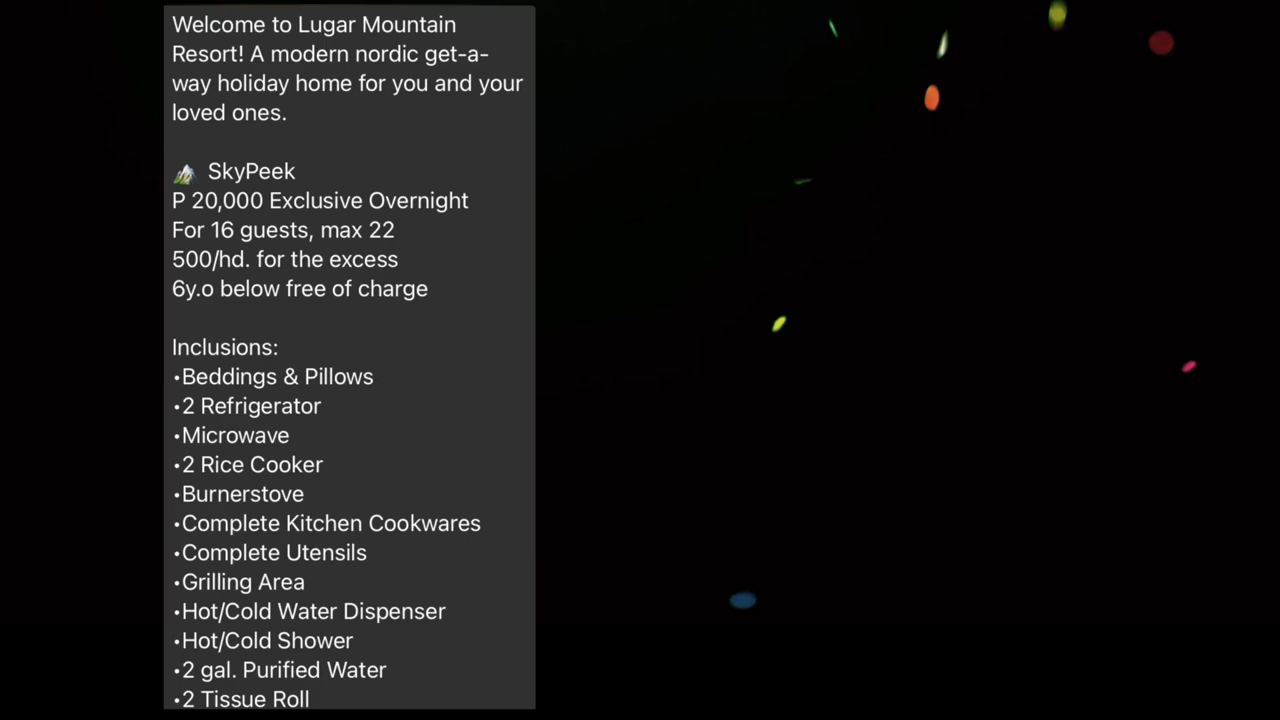 Welcome to Lugar Mountain
Resort! A modern nordic get-a-
way holiday home for you and your
loved ones.
⛰️ SkyPeek
P 20,000 Exclusive Overnight
For 16 guests, max 22
500/hd. for the excess
6y.o below free of charge
Inclusions:
•Beddings & Pillows
•2 Refrigerator
•Microwave
•2 Rice Cooker
•Burnerstove
•Complete Kitchen Cookwares
•Complete Utensils
•Grilling Area
•Hot/Cold Water Dispenser
•Hot/Cold Shower
•2 gal. Purified Water
•2 Tissue Roll